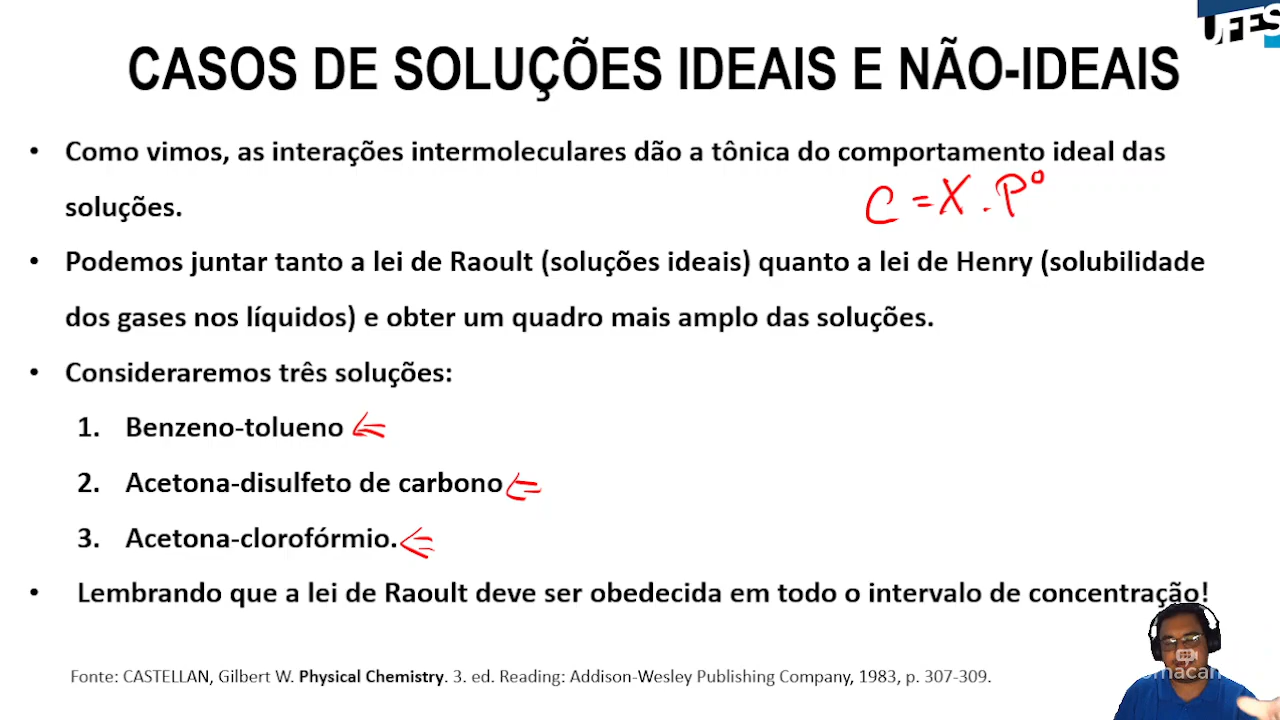 UFES
CASOS DE SOLUÇÕES IDEAIS E NÃO-IDEAIS
• Como vimos, as interações intermoleculares dão a tônica do comportamento ideal das
soluções.
C = X . P°
• Podemos juntar tanto a lei de Raoult (soluções ideais) quanto a lei de Henry (solubilidade
dos gases nos líquidos) e obter um quadro mais amplo das soluções.
• Consideraremos três soluções:
1. Benzeno-tolueno
2. Acetona-disulfeto de carbono
3. Acetona-clorofórmio.
• Lembrando que a lei de Raoult deve ser obedecida em todo o intervalo de concentração!
Fonte: CASTELLAN, Gilbert W. Physical Chemistry. 3. ed. Reading: Addison-Wesley Publishing Company, 1983, p. 307-309.